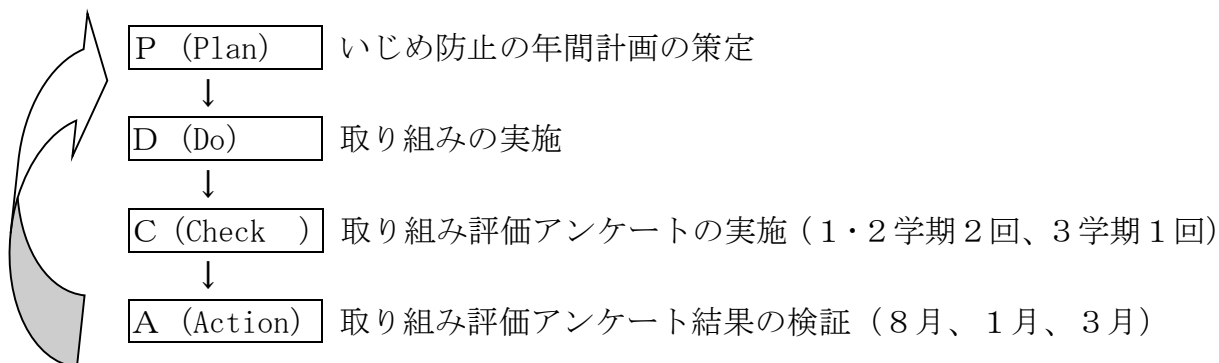 P (Plan) いじめ防止の年間計画の策定
↓
D (Do) 取り組みの実施
↓
C (Check ) 取り組み評価アンケートの実施（１・２学期２回、３学期１回）
↓
A (Action) 取り組み評価アンケート結果の検証（８月、１月、３月）